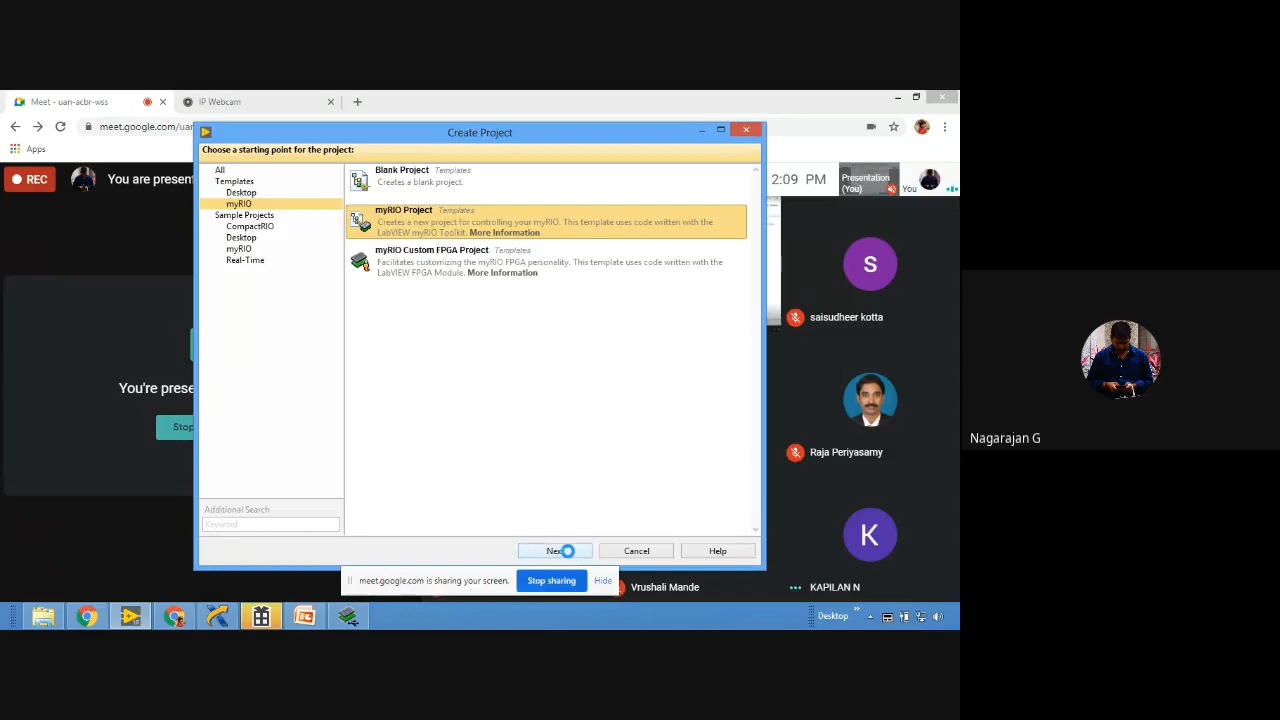 Meet - uan-acbr-wss
IP Webcam
meet.google.com/uan
Apps
REC
You are presen
2:09 PM
Presentation
(You)
You
Create Project
Choose a starting point for the project:
All
Templates
Desktop
myRIO
Sample Projects
CompactRIO
Desktop
myRIO
Real-Time
Blank Project Templates
Creates a blank project.
myRIO Project Templates
Creates a new project for controlling your myRIO. This template uses code written with the
LabVIEW myRIO Toolkit. More Information
myRIO Custom FPGA Project Templates
Facilitates customizing the myRIO FPGA personality. This template uses code written with the
LabVIEW FPGA Module. More Information
You're prese
Stop
Additional Search
Keyword
Nex
Cancel
Help
meet.google.com is sharing your screen.
Stop sharing
Hide
S
saisudheer kotta
Raja Periyasamy
K
Vrushali Mande
KAPILAN N
Nagarajan G
Desktop